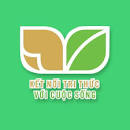 KẾT NỐI TRI THỨC
VỚI CUỘC SỐNG